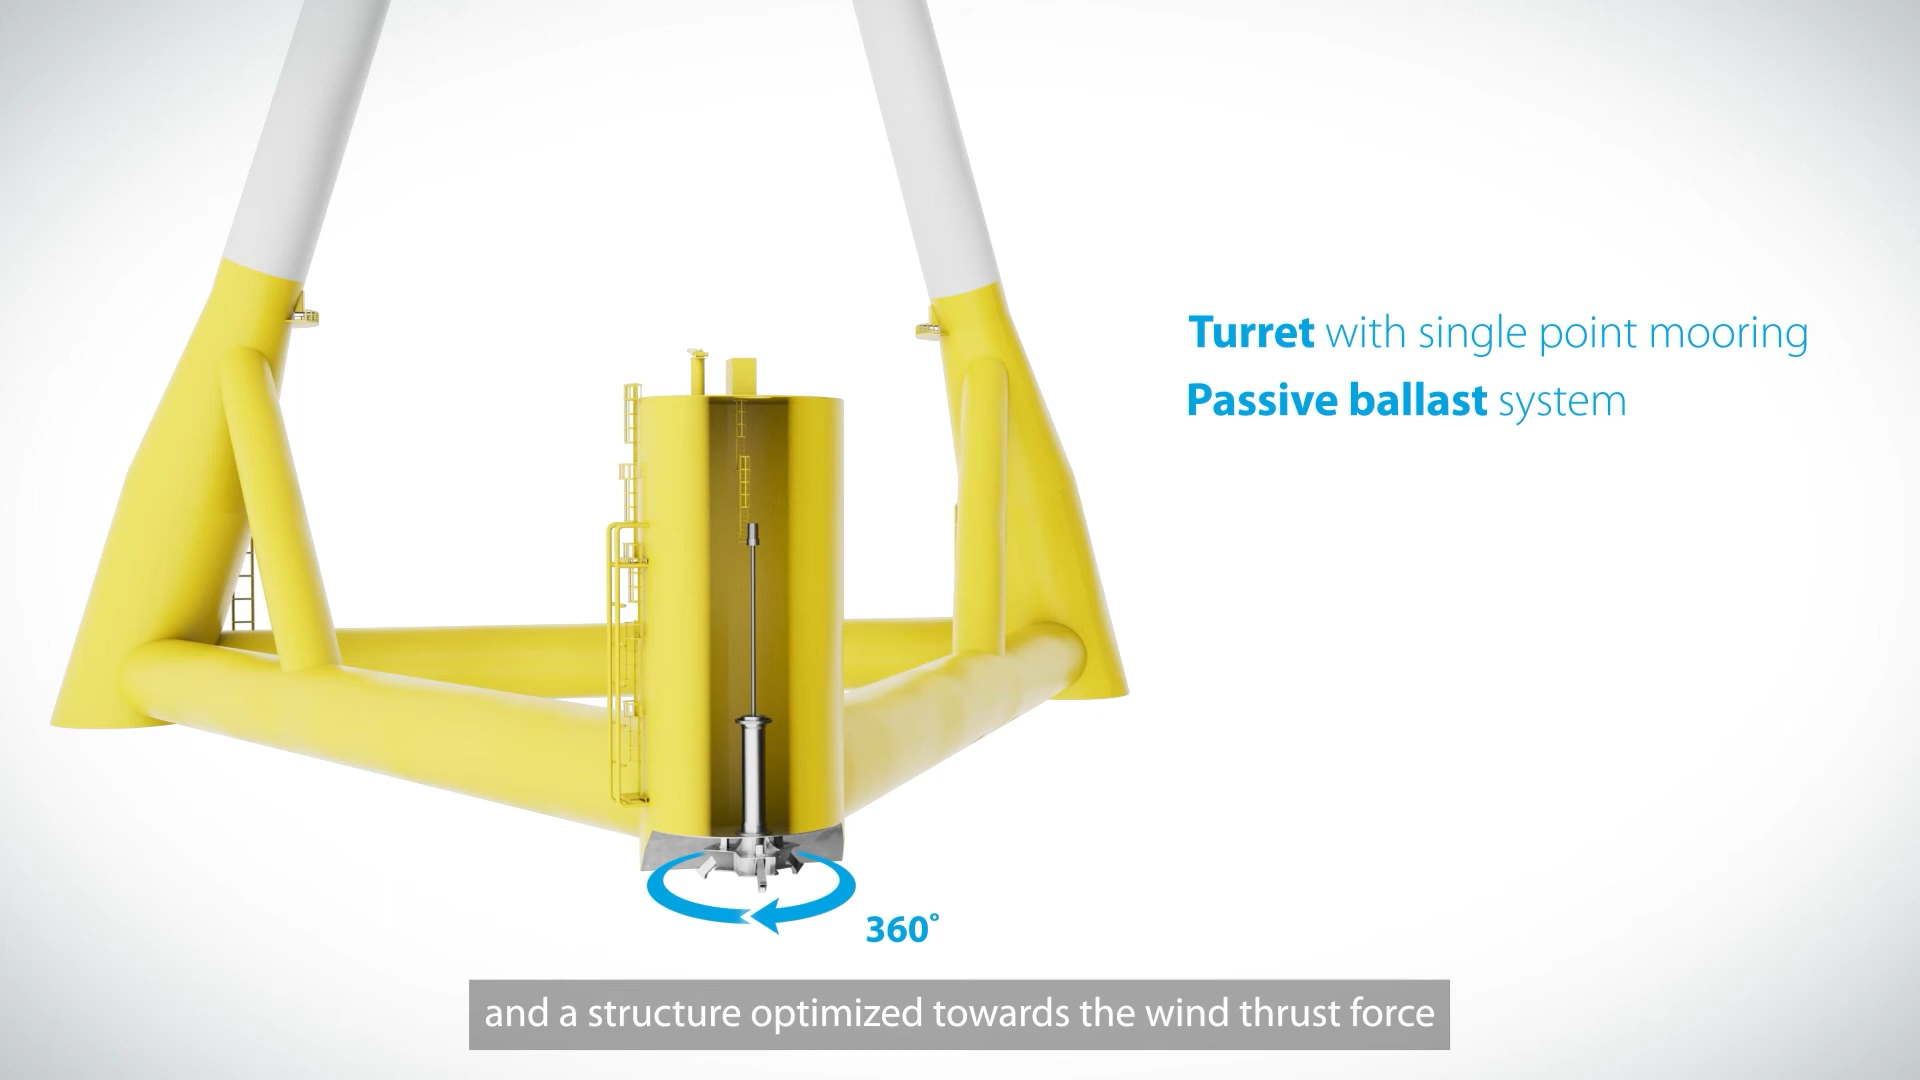 Turret with single point mooring
Passive ballast system
360°
and a structure optimized towards the wind thrust force